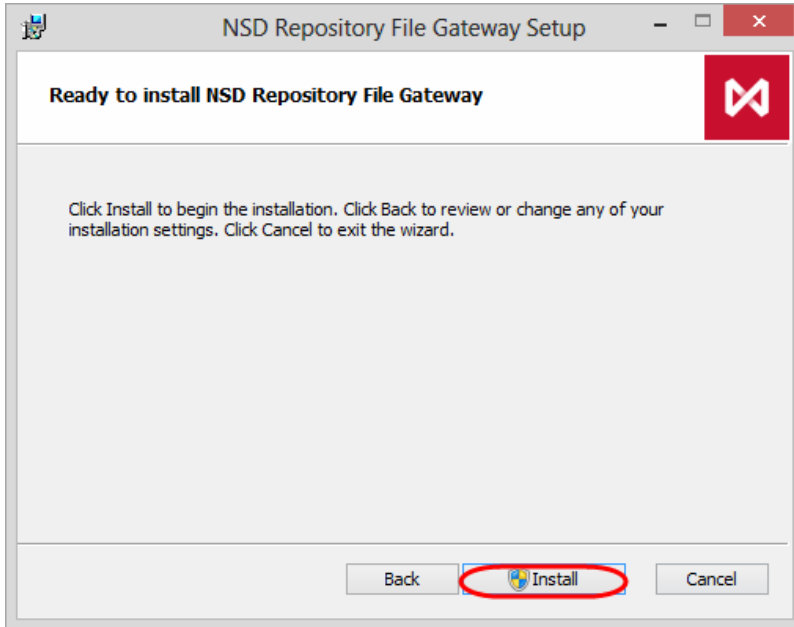 NSD Repository File Gateway Setup
Ready to install NSD Repository File Gateway
Click Install to begin the installation. Click Back to review or change any of your
installation settings. Click Cancel to exit the wizard.
Back Install Cancel